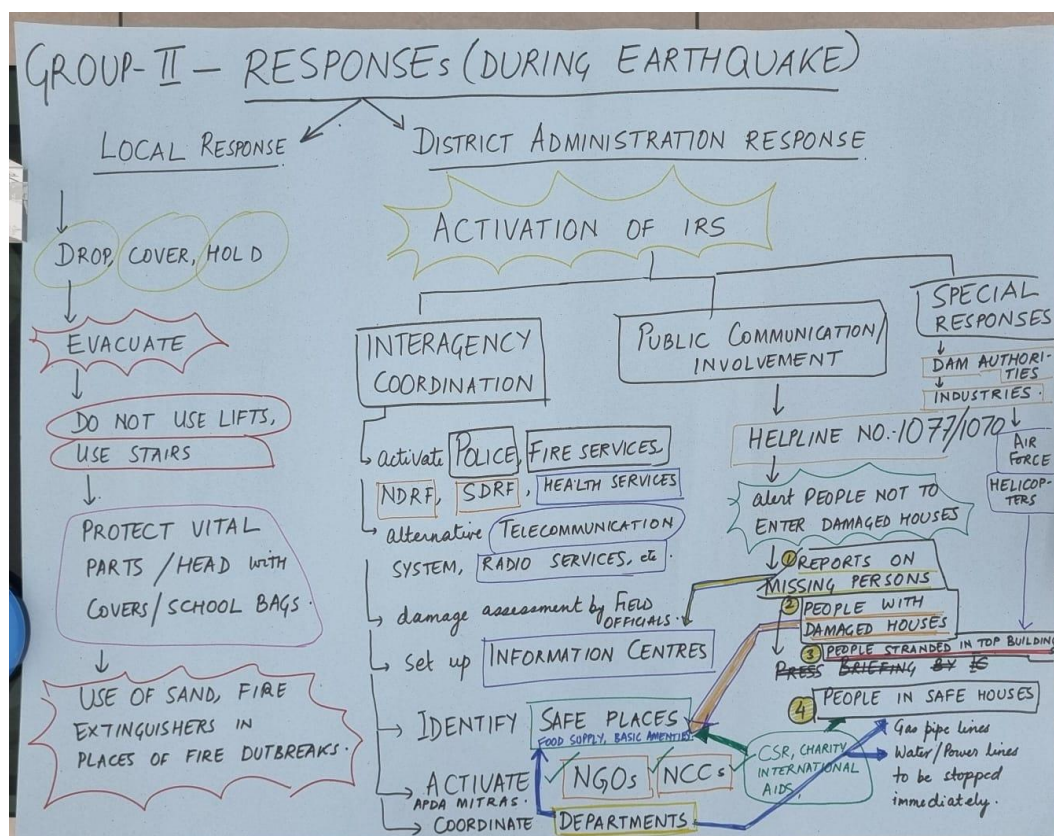 GROUP-II — RESPONSEs (DURING EARTHQUAKE)
LOCAL RESPONSE
DROP, COVER, HOLD
EVACUATE
DO NOT USE LIFTS,
USE STAIRS
PROTECT VITAL
PARTS / HEAD with
COVERS / SCHOOL BAGS.
USE OF SAND, FIRE
EXTINGUISHERS IN
PLACES OF FIRE OUTBREAKS.
DISTRICT ADMINISTRATION RESPONSE
ACTIVATION OF IRS
INTERAGENCY
COORDINATION
activate POLICE, FIRE SERVICES,
NDRF, SDRF, HEALTH SERVICES
alternative TELECOMMUNICATION
SYSTEM, RADIO SERVICES, etc.
damage assessment by FIELD
OFFICIALS.
Set up INFORMATION CENTRES
IDENTIFY SAFE PLACES
FOOD SUPPLY, BASIC AMENTIES.
ACTIVATE NGOs NCCs
APDA MITRAS.
COORDINATE DEPARTMENTS
PUBLIC COMMUNICATION/
INVOLVEMENT
HELPLINE NO.-1077/1070
alert PEOPLE NOT TO
ENTER DAMAGED HOUSES
1 REPORTS ON
MISSING PERSONS
2 PEOPLE WITH
DAMAGED HOUSES
3 PEOPLE STRANDED IN TOP BUILDING
PRESS BRIEFING BY IC
4 PEOPLE IN SAFE HOUSES
CSR, CHARITY
INTERNATIONAL
AIDS,
Gas pipe lines
Water/Power lines
to be stopped
immediately.
SPECIAL
RESPONSES
DAM AUTHORI-
TIES
INDUSTRIES.
AIR
FORCE
HELICOP-
TERS